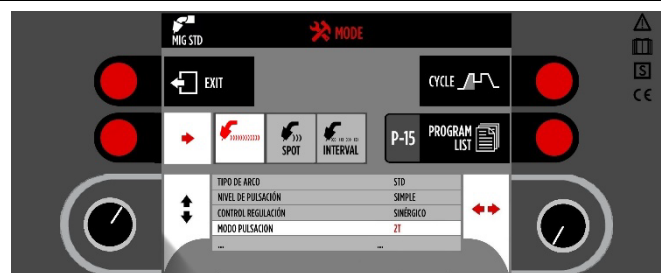 MIG STD
MODE
EXIT
CYCLE
SPOT
INTERVAL
P-15
PROGRAM
LIST
TIPO DE ARCO STD
NIVEL DE PULSACIÓN SIMPLE
CONTROL REGULACIÓN SINÉRGICO
MODO PULSACION 2T
... ...
S
CE